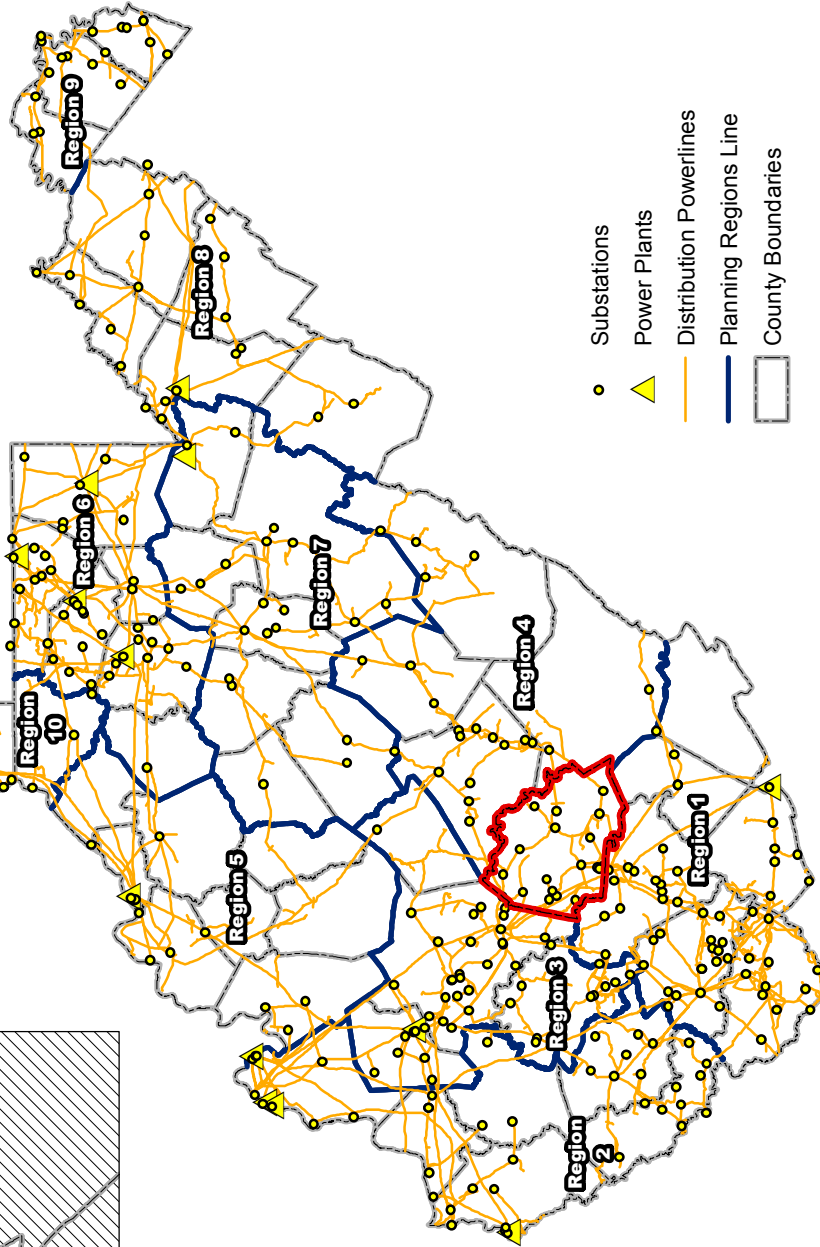 Region 9
Region 8
Region 6
Region
10
Region 7
Region 5
Region 4
Region 3
Region 1
Region
2
Substations
Power Plants
Distribution Powerlines
Planning Regions Line
County Boundaries